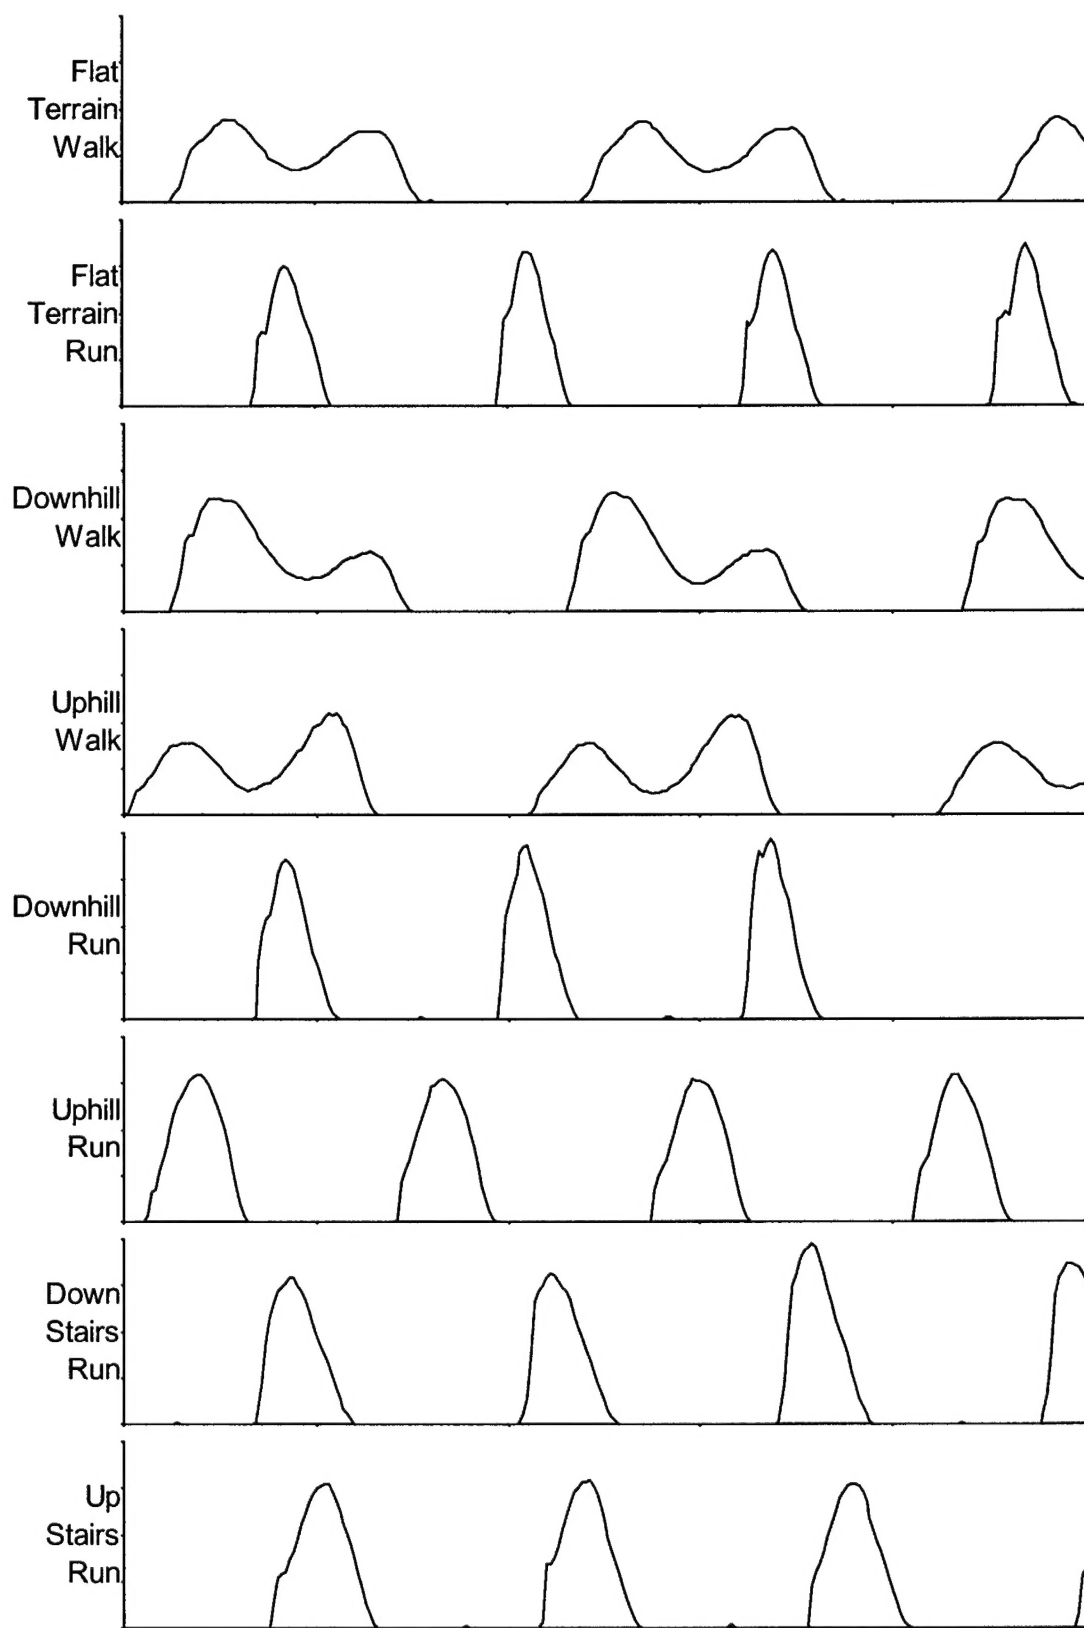 Flat
Terrain
Walk
Flat
Terrain
Run
Downhill
Walk
Uphill
Walk
Downhill
Run
Uphill
Run
Down
Stairs
Run
Up
Stairs
Run